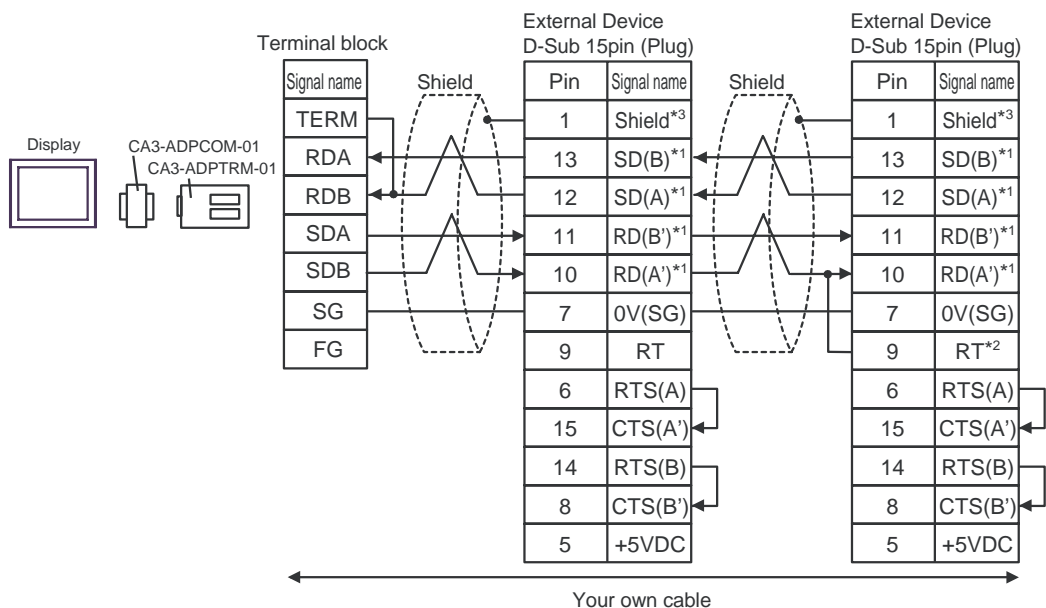 External Device
D-Sub 15pin (Plug)
External Device
D-Sub 15pin (Plug)
Terminal block
Signal name
Shield
Pin
Signal name
Shield
Pin
Signal name
TERM
1
Shield*3
1
Shield*3
Display
CA3-ADPCOM-01
CA3-ADPTRM-01
RDA
13
SD(B)*1
13
SD(B)*1
RDB
12
SD(A)*1
12
SD(A)*1
SDA
11
RD(B')*1
11
RD(B')*1
SDB
10
RD(A')*1
10
RD(A')*1
SG
7
0V(SG)
7
0V(SG)
FG
9
RT
9
RT*2
6
RTS(A)
6
RTS(A)
15
CTS(A')
15
CTS(A')
14
RTS(B)
14
RTS(B)
8
CTS(B')
8
CTS(B')
5
+5VDC
5
+5VDC
Your own cable